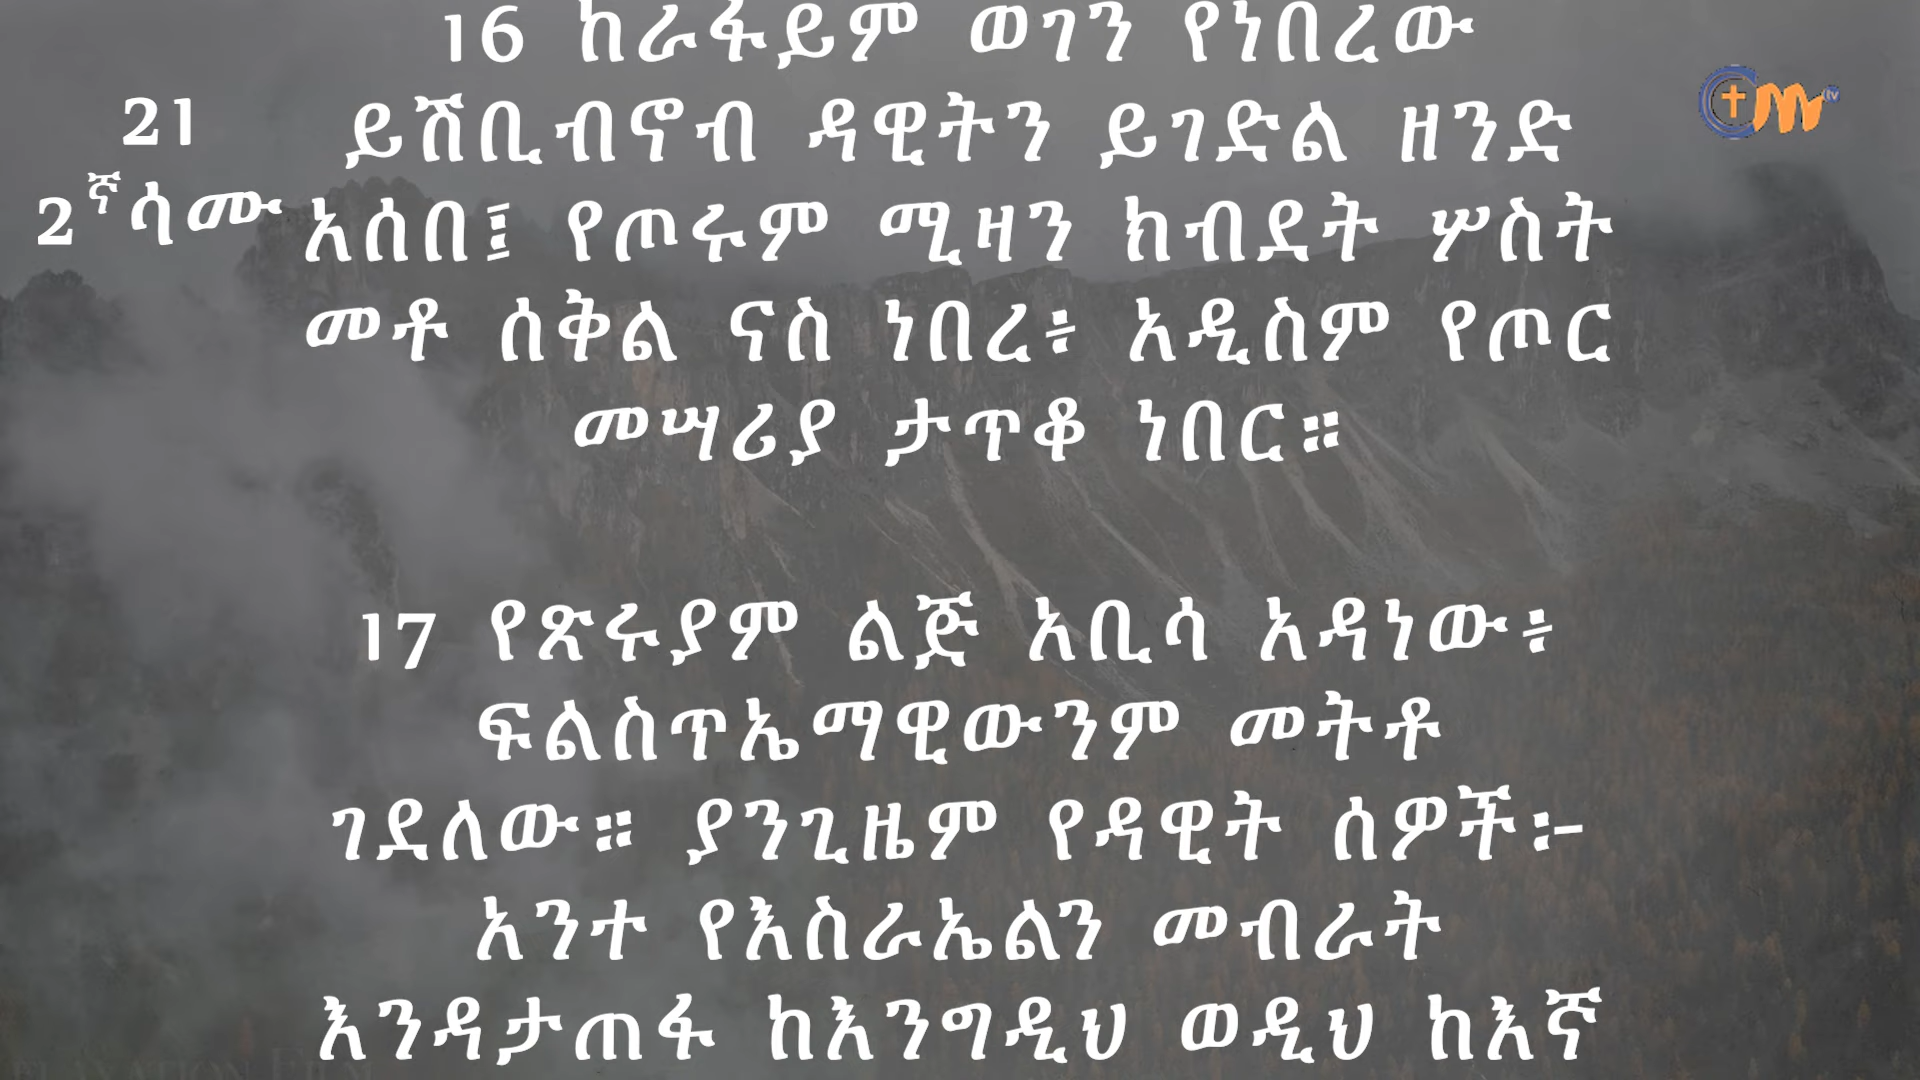 16 ከራፋይም ወገን የነበረው
21
2ኛሳሙ
ይሽቢብኖብ ዳዊትን ይገድል ዘንድ
አሰበ፤ የጦሩም ሚዛን ክብደት ሦስት
መቶ ሰቅል ናስ ነበረ፥ አዲስም የጦር
መሣሪያ ታጥቆ ነበር።
17 የጽሩያም ልጅ አቢሳ አዳነው፥
ፍልስጥኤማዊውንም መትቶ
ገደለው። ያንጊዜም የዳዊት ሰዎች፦
አንተ የእስራኤልን መብራት
እንዳታጠፋ ከእንግዲህ ወዲህ ከእኛ
Cm tv